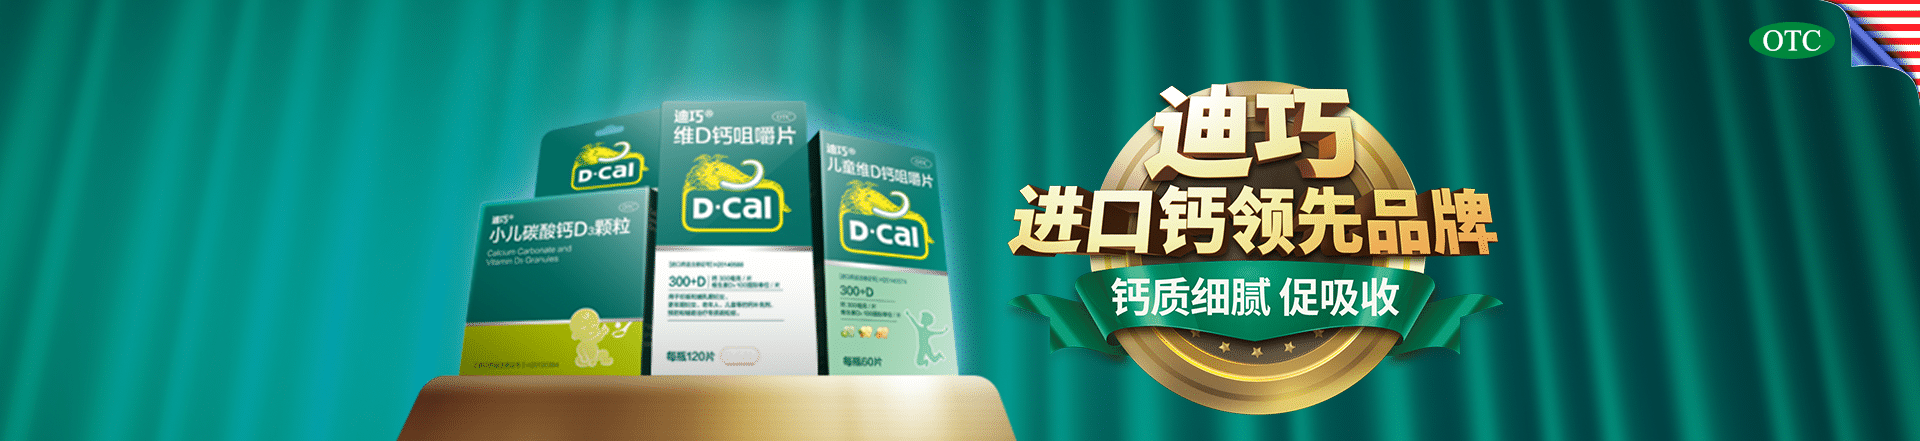 OTC
迪巧
进口钙领先品牌
钙质细腻 促吸收
D·Cal
迪巧®
小儿碳酸钙D₃颗粒
OTC
Calcium Carbonate and
Vitamin D₃ Granules
迪巧®
OTC
维D钙咀嚼片
D·Cal
300+D
每瓶120片
迪巧®
OTC
儿童维D钙咀嚼片
D·Cal
300+D
每瓶60片